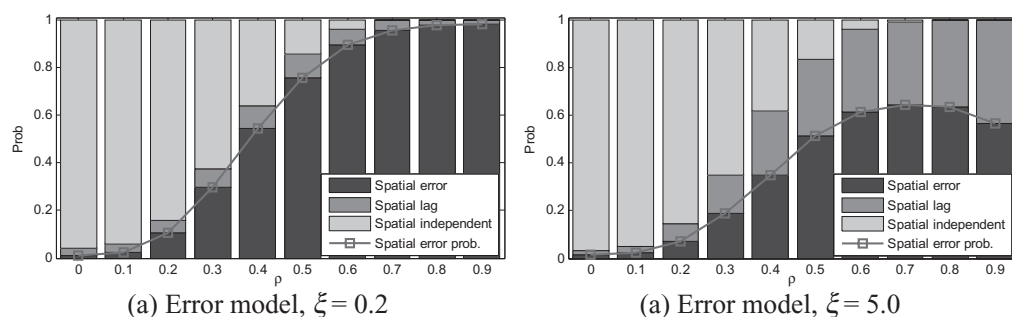 1
0.8
0.6
0.4
0.2
0
Prob
0 0.1 0.2 0.3 0.4 0.5 0.6 0.7 0.8 0.9
ρ
Spatial error
Spatial lag
Spatial independent
Spatial error prob.
(a) Error model, ξ = 0.2
1
0.8
0.6
0.4
0.2
0
Prob
0 0.1 0.2 0.3 0.4 0.5 0.6 0.7 0.8 0.9
ρ
Spatial error
Spatial lag
Spatial independent
Spatial error prob.
(a) Error model, ξ = 5.0